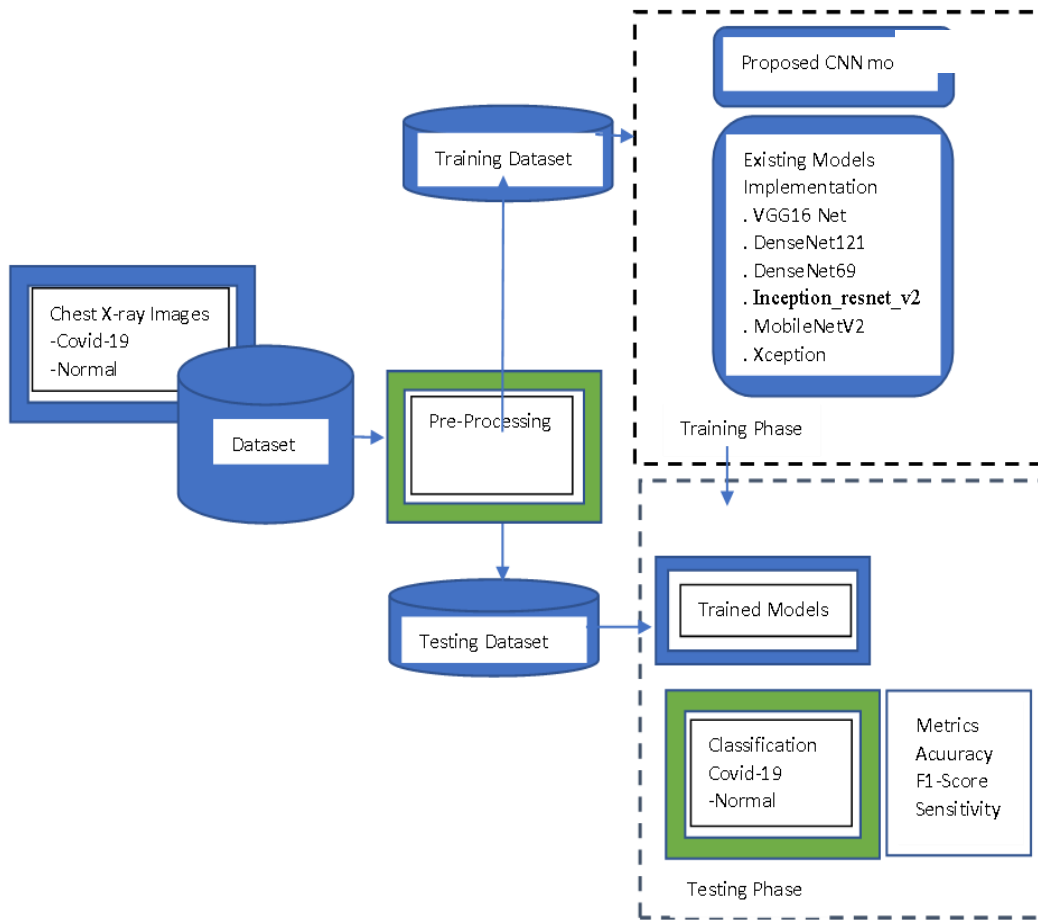 Proposed CNN mo
Training Dataset
Existing Models
Implementation
. VGG16 Net
. DenseNet121
. DenseNet69
. Inception_resnet_v2
. MobileNetV2
. Xception
Chest X-ray Images
-Covid-19
-Normal
Dataset
Pre-Processing
Training Phase
Testing Dataset
Trained Models
Classification
Covid-19
-Normal
Metrics
Acuuracy
F1-Score
Sensitivity
Testing Phase